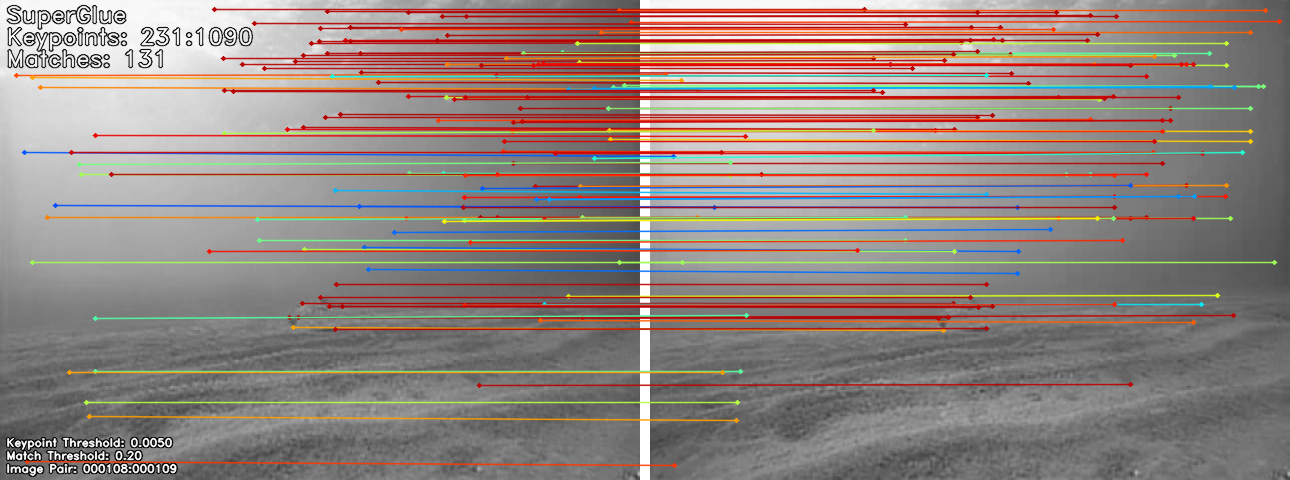 SuperGlue
Keypoints: 231:1090
Matches: 131
Keypoint Threshold: 0.0050
Match Threshold: 0.20
Image Pair: 000108:000109